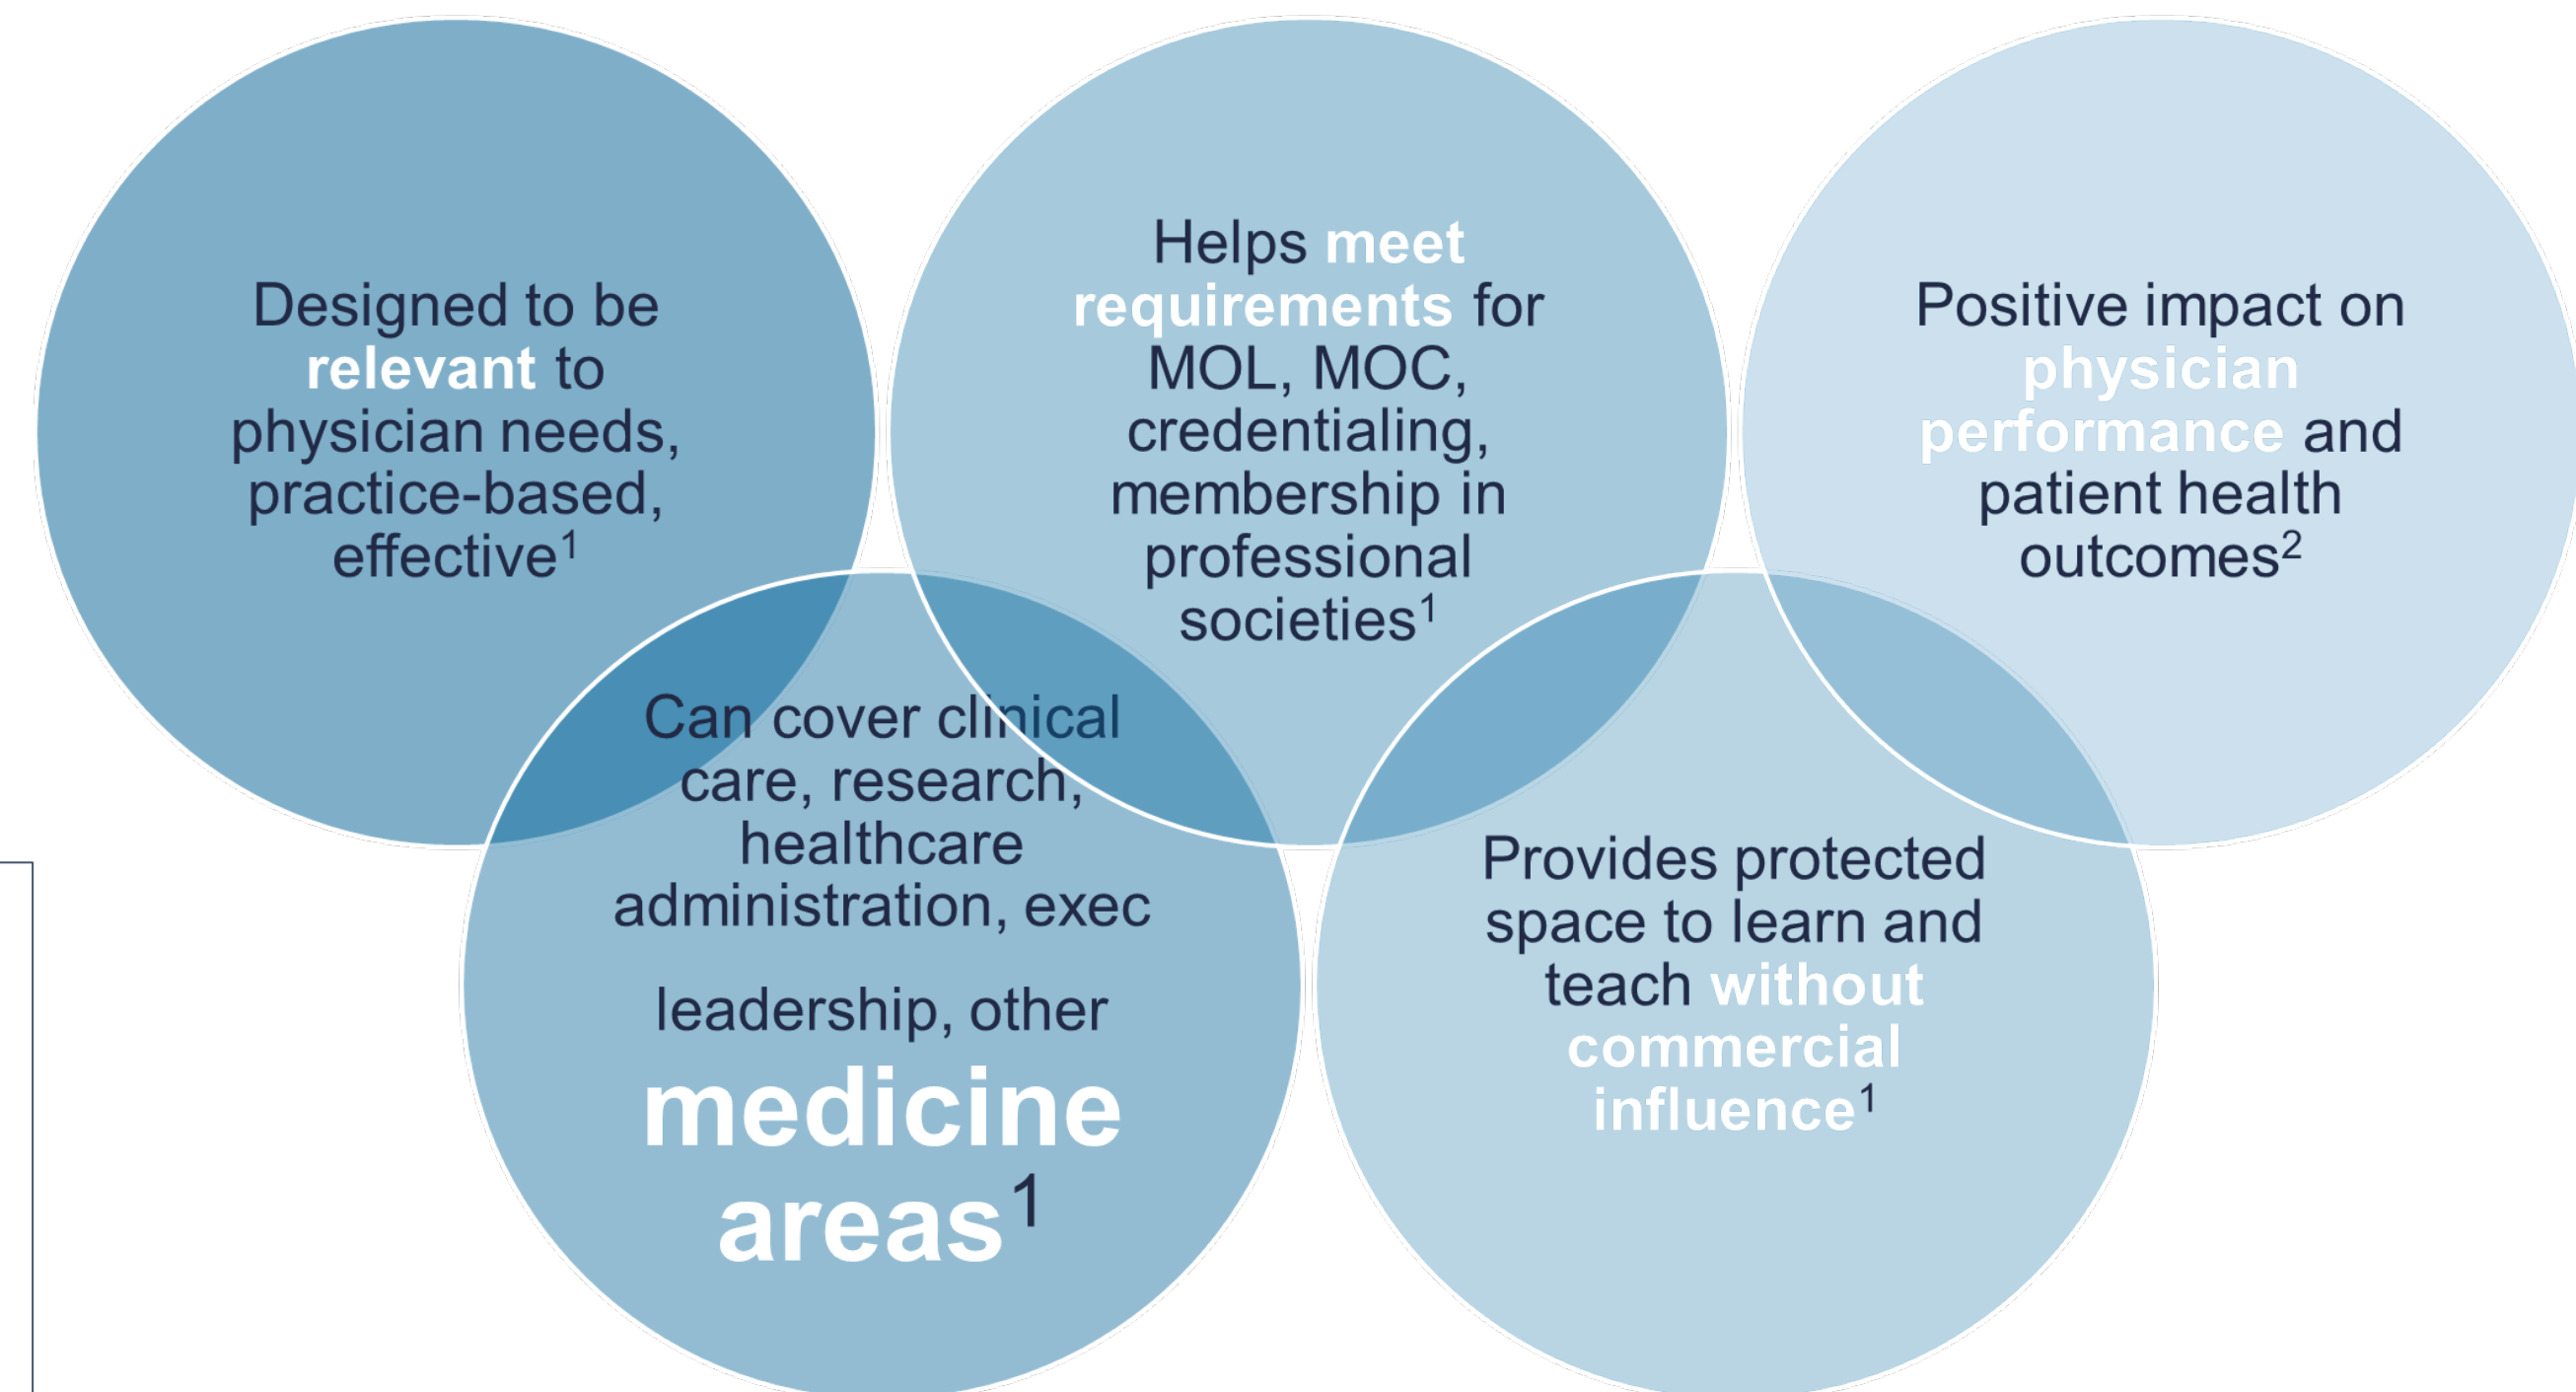 Designed to be
relevant to
physician needs,
practice-based,
effective¹
Can cover clinical
care, research,
healthcare
administration, exec
leadership, other
medicine
areas¹
Helps meet
requirements for
MOL, MOC,
credentialing,
membership in
professional
societies¹
Provides protected
space to learn and
teach without
commercial
influence¹
Positive impact on
physician
performance and
patient health
outcomes²